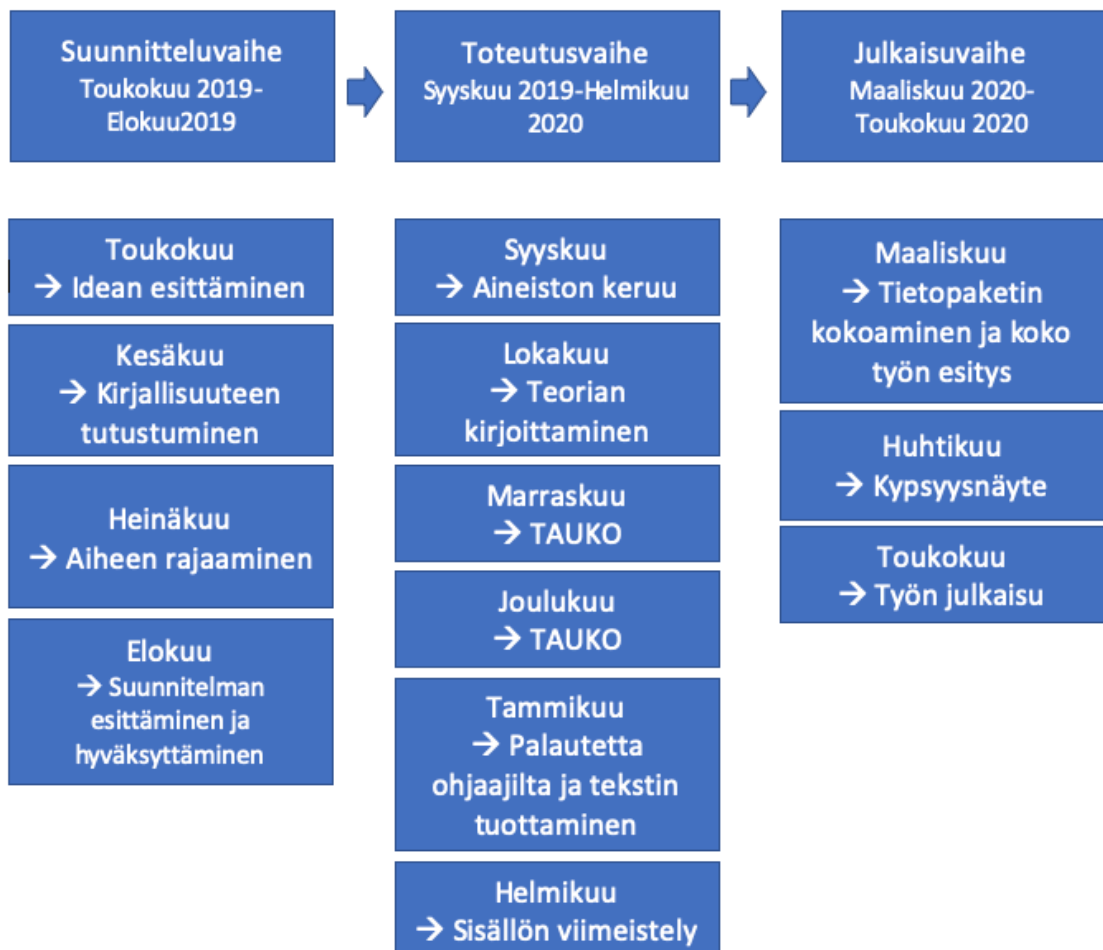 Suunnitteluvaihe
Toukokuu 2019-
Elokuu2019
Toteutusvaihe
Syyskuu 2019-Helmikuu
2020
Julkaisuvaihe
Maaliskuu 2020-
Toukokuu 2020
Toukokuu
→ Idean esittäminen
Kesäkuu
→ Kirjallisuuteen
tutustuminen
Heinäkuu
→ Aiheen rajaaminen
Elokuu
→ Suunnitelman
esittäminen ja
hyväksyttäminen
Syyskuu
→ Aineiston keruu
Lokakuu
→ Teorian
kirjoittaminen
Marraskuu
→ TAUKO
Joulukuu
→ TAUKO
Tammikuu
→ Palautetta
ohjaajilta ja tekstin
tuottaminen
Helmikuu
→ Sisällön viimeistely
Maaliskuu
→ Tietopaketin
kokoaminen ja koko
työn esitys
Huhtikuu
→ Kypsyysnäyte
Toukokuu
→ Työn julkaisu